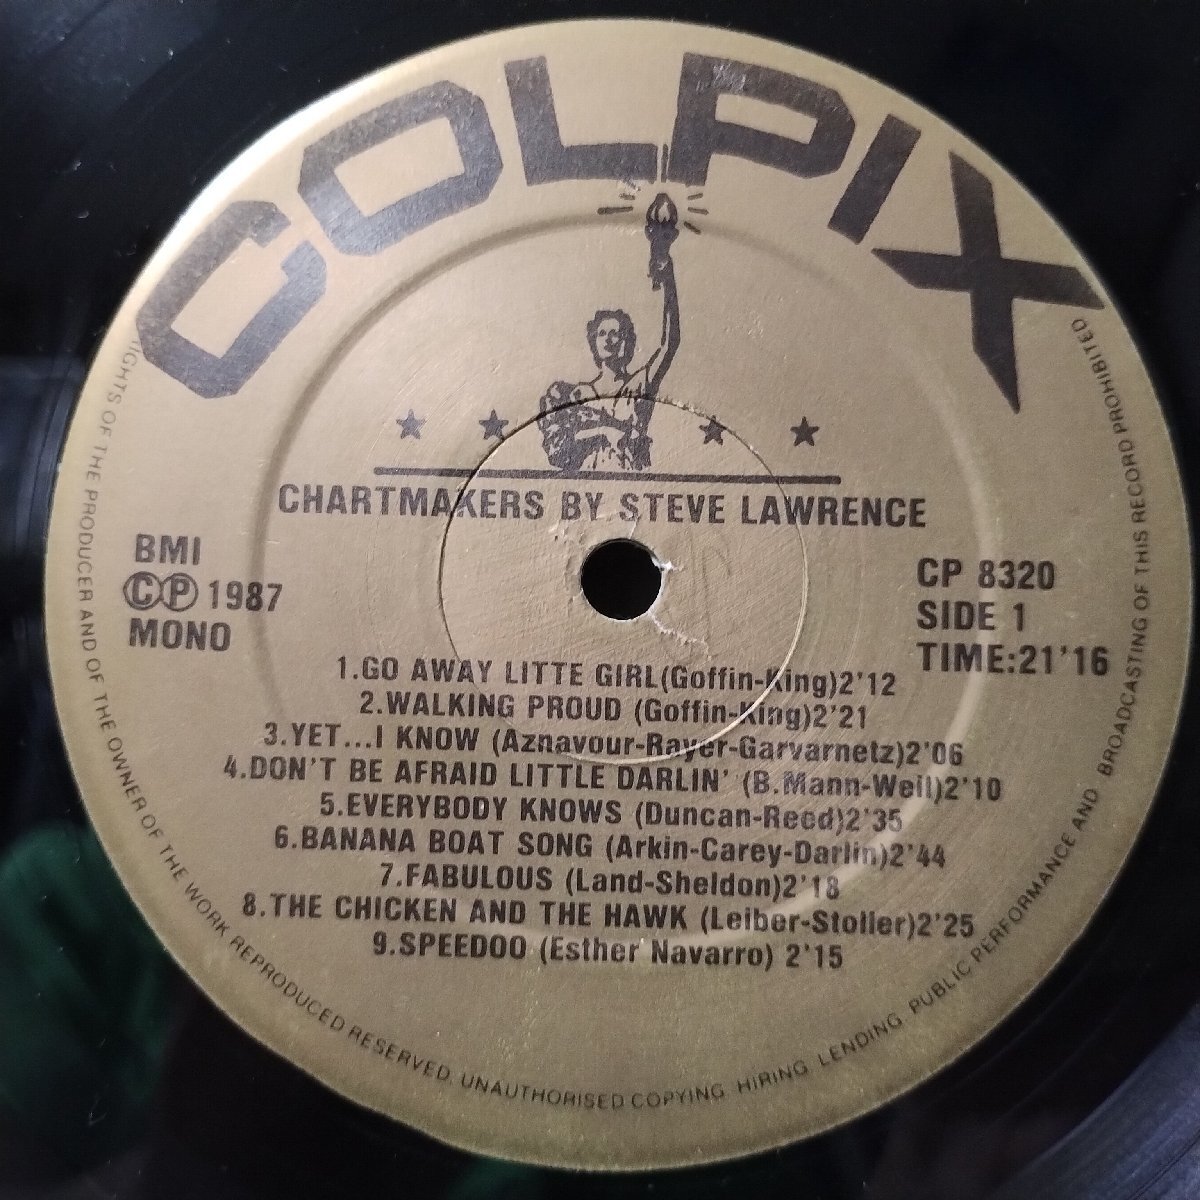 COLPIX
CHARTMAKERS BY STEVE LAWRENCE
BMI
ⒸⓅ 1987
MONO
CP 8320
SIDE 1
TIME:21'16
1.GO AWAY LITTE GIRL(Goffin-King)2'12
2.WALKING PROUD (Goffin-King)2'21
3.YET...I KNOW (Aznavour-Rayer-Garvarnetz)2'06
4.DON'T BE AFRAID LITTLE DARLIN' (B.Mann-Weil)2'10
5.EVERYBODY KNOWS (Duncan-Reed)2'35
6.BANANA BOAT SONG (Arkin-Carey-Darlin)2'44
7.FABULOUS (Land-Sheldon)2'18
8.THE CHICKEN AND THE HAWK (Leiber-Stoller)2'25
9.SPEEDOO (Esther Navarro) 2'15
RIGHTS OF THE PRODUCER AND OF THE OWNER OF THE WORK REPRODUCED RESERVED. UNAUTHORISED COPYING HIRING LENDING PUBLIC PERFORMANCE AND BROADCASTING OF THIS RECORD PROHIBITED